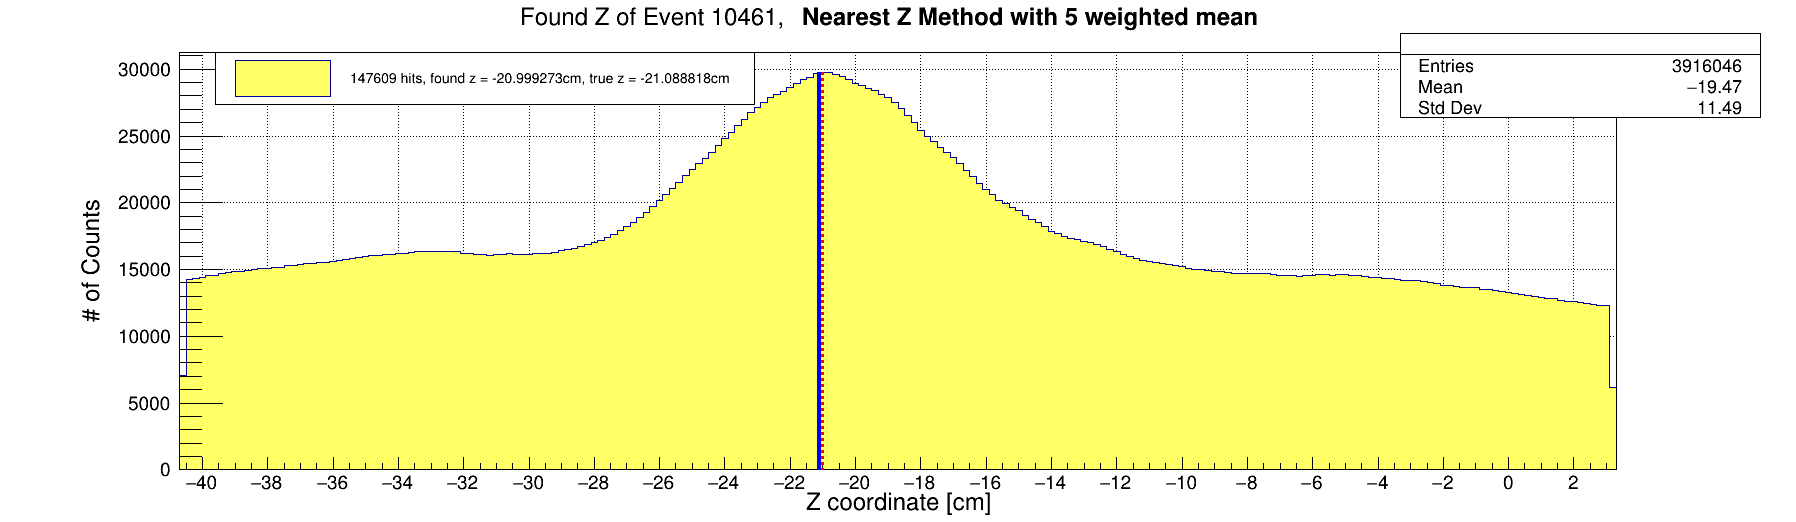 Found Z of Event 10461, Nearest Z Method with 5 weighted mean
147609 hits, found z = -20.999273cm, true z = -21.088818cm
Entries 3916046
Mean −19.47
Std Dev 11.49
# of Counts
30000
25000
20000
15000
10000
5000
0
−40 −38 −36 −34 −32 −30 −28 −26 −24 −22 −20 −18 −16 −14 −12 −10 −8 −6 −4 −2 0 2
Z coordinate [cm]